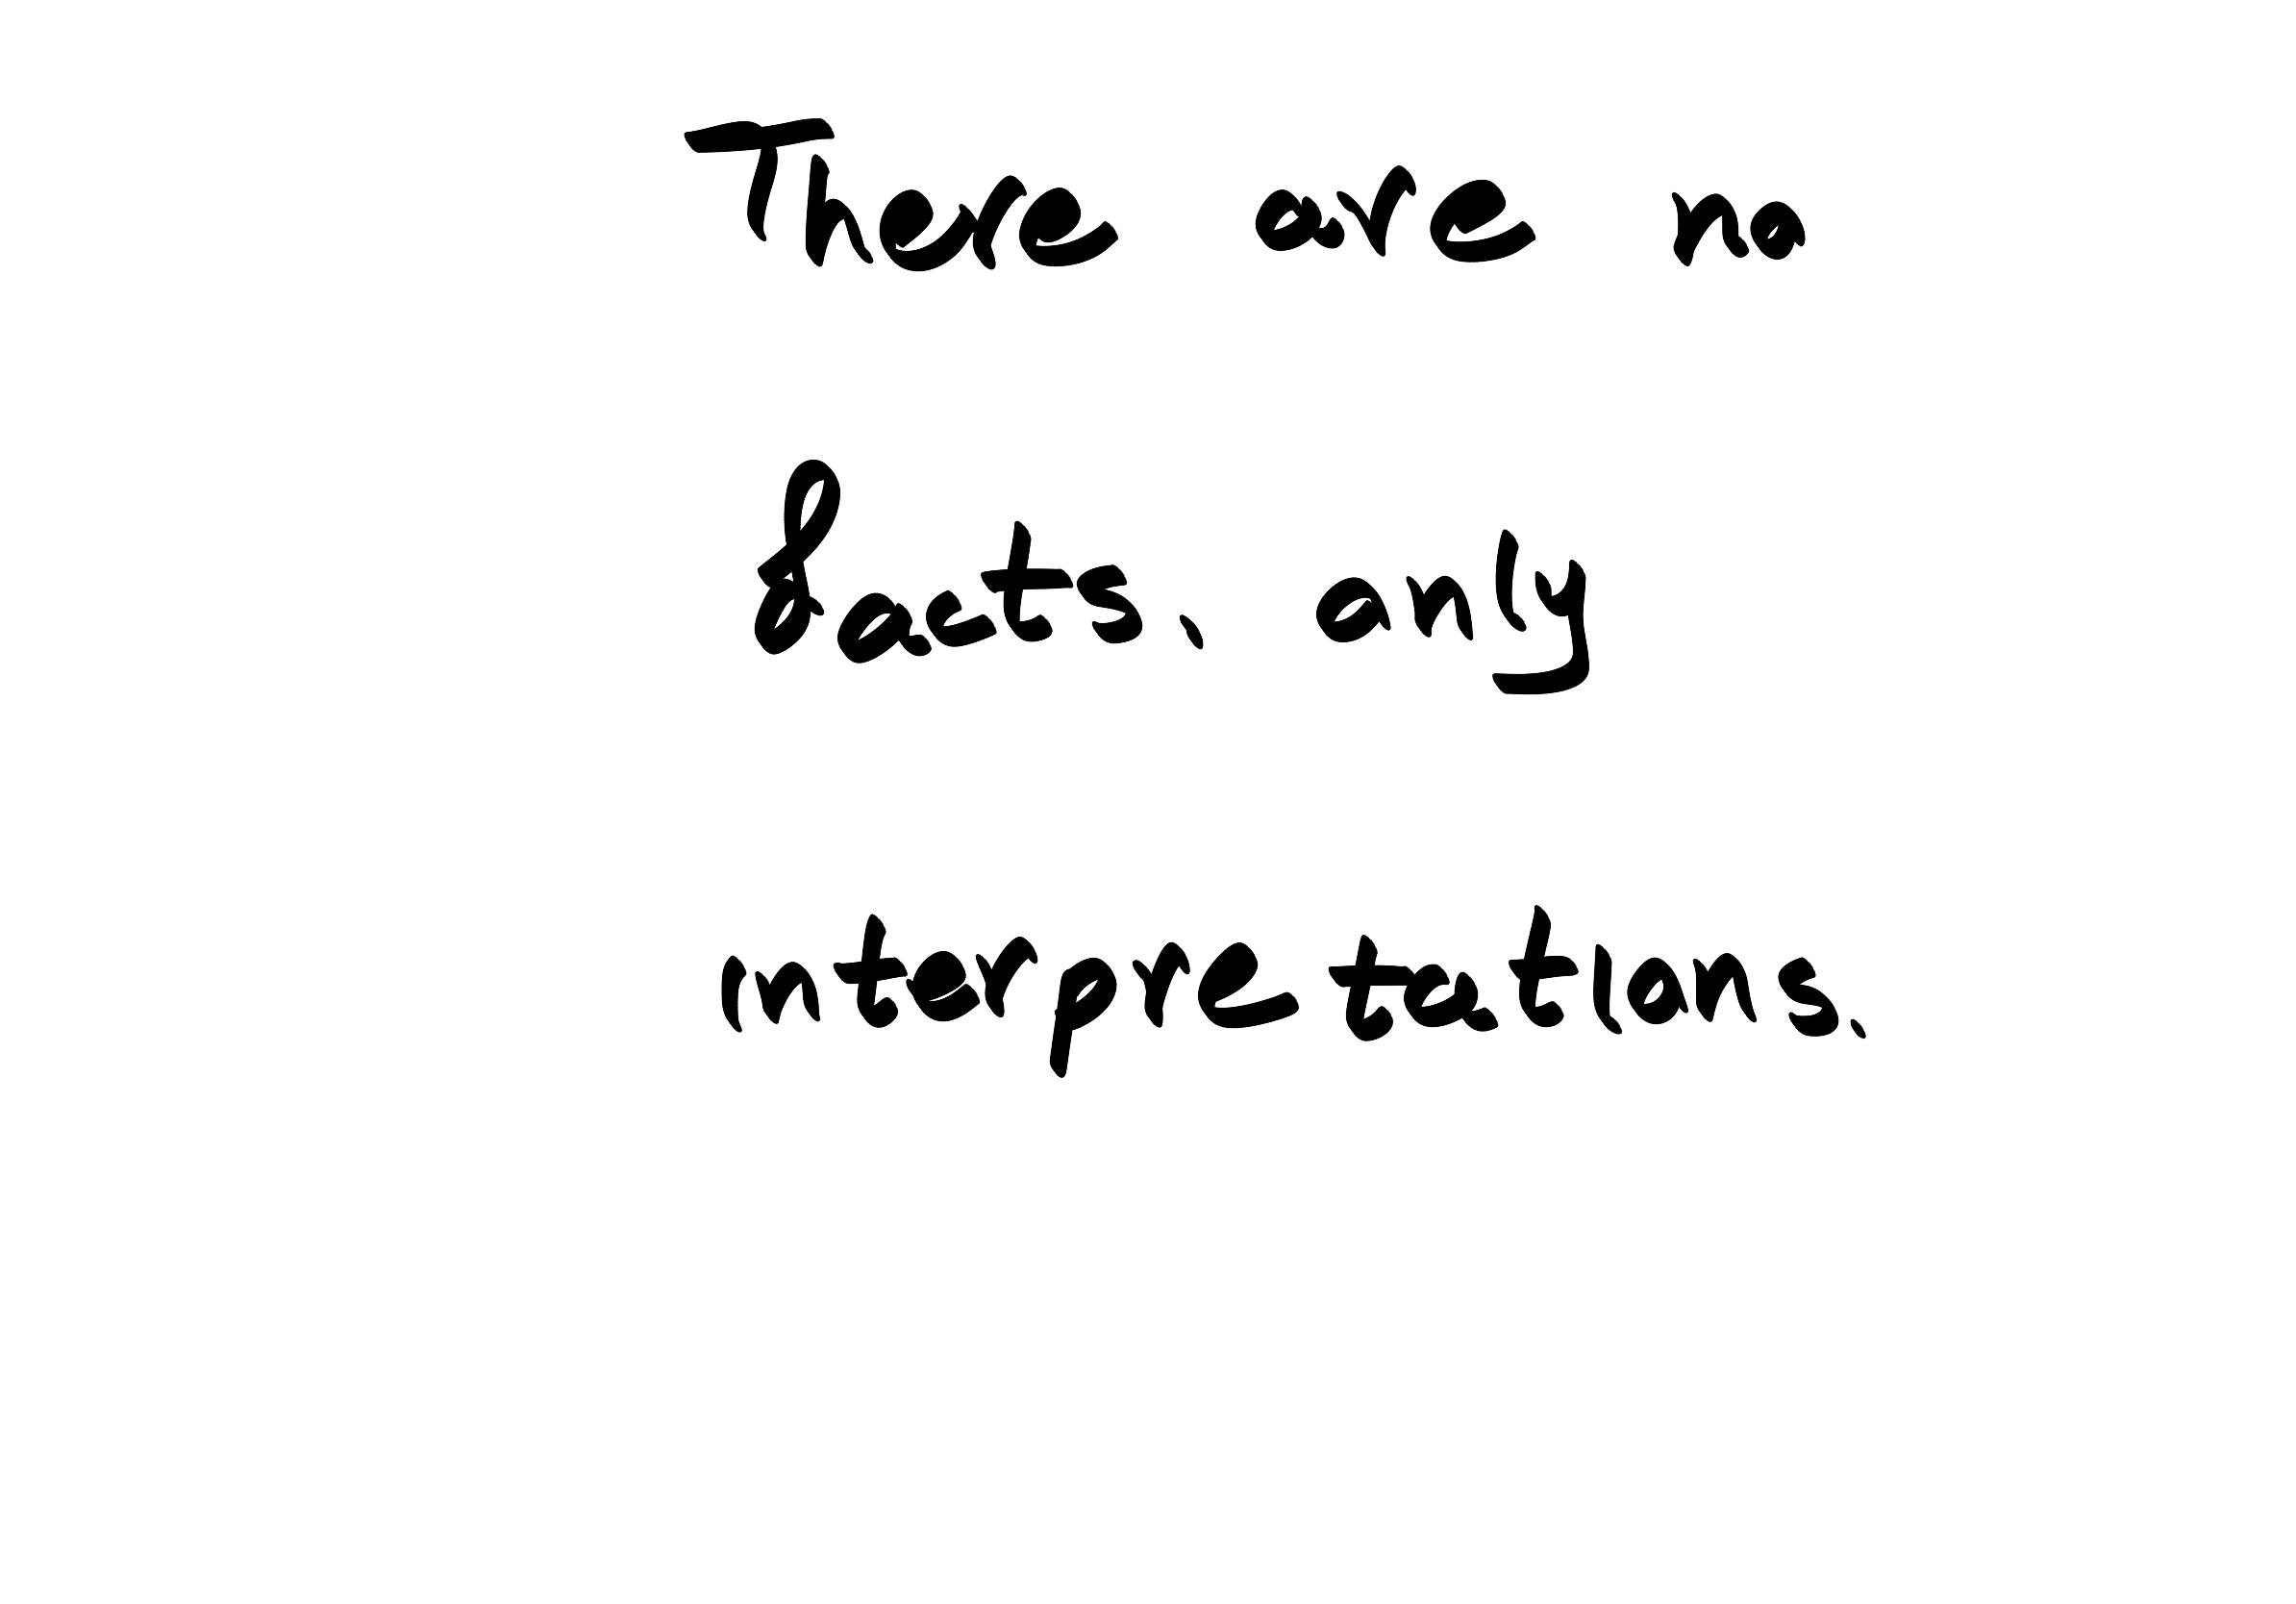 There are no
facts, only
interpretations.